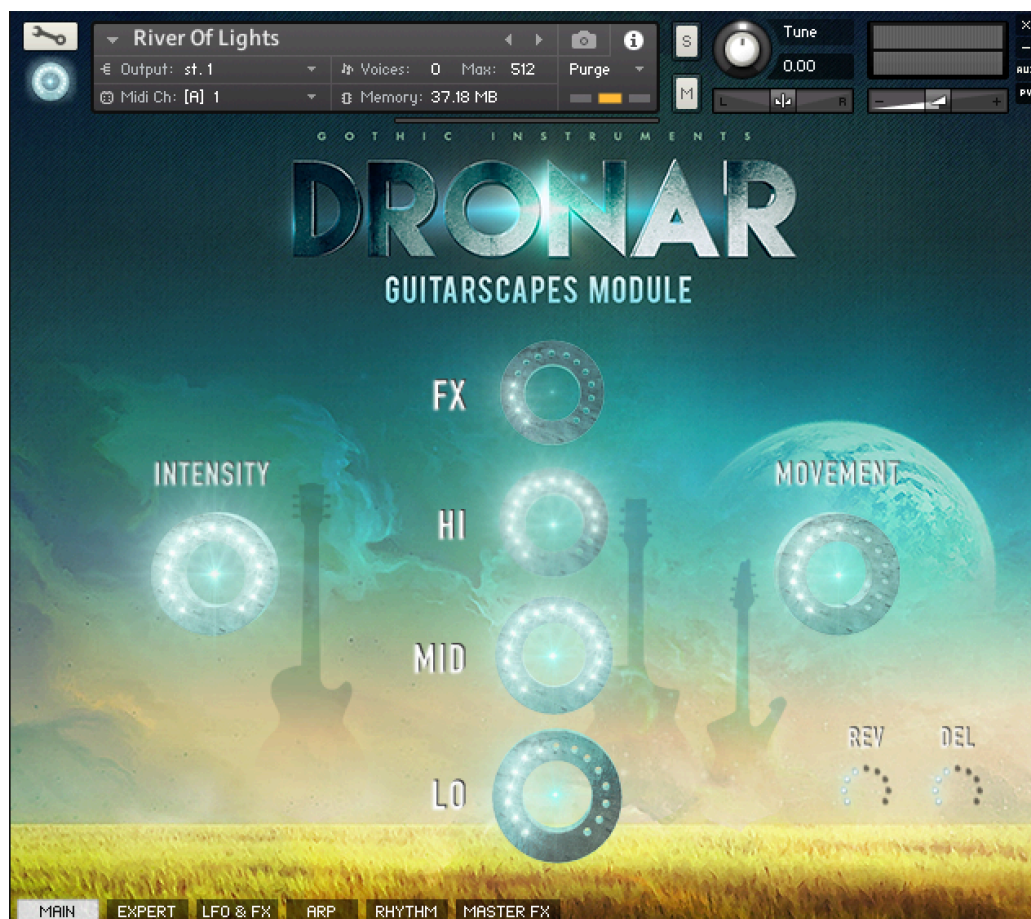 River Of Lights
Output: st.1
Voices: 0 Max: 512
Purge
Midi Ch: [A] 1
Memory: 37.18 MB
S
M
Tune
0.00
L
R
-
+
X
-
AUX
PV
GOTHIC INSTRUMENTS
DRONAR
GUITARSCAPES MODULE
FX
INTENSITY
MOVEMENT
HI
MID
REV DEL
LO
MAIN EXPERT LFO & FX ARP RHYTHM MASTER FX